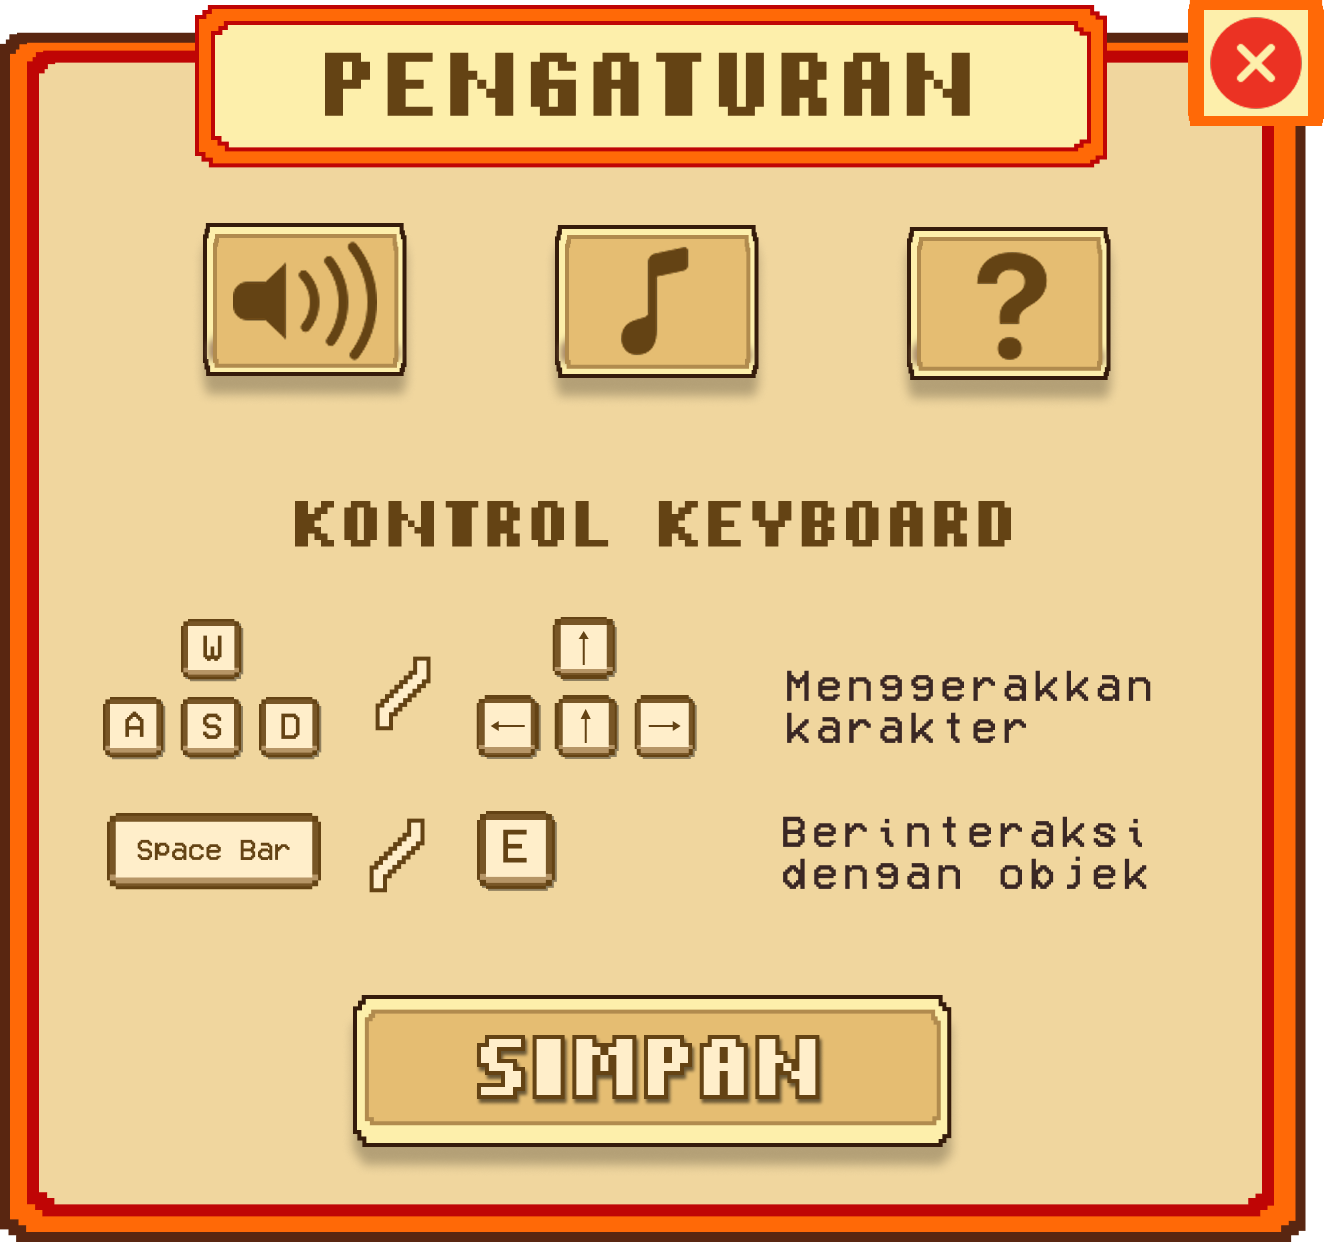 PENGATURAN
?
KONTROL KEYBOARD
W
↑
A S D
← ↑ →
/
Menggerakkan
karakter
Space Bar / E
Berinteraksi
dengan objek
SIMPAN